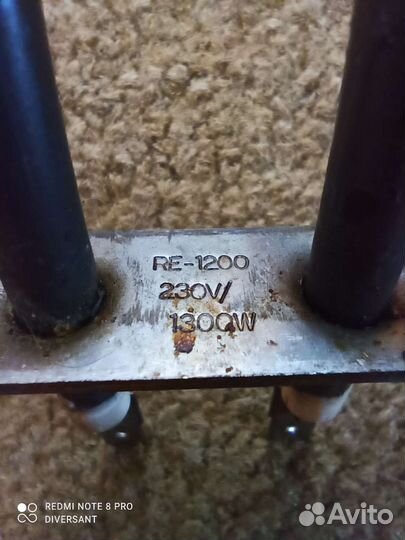 RE-1200
230V/
1300W
REDMI NOTE 8 PRO
DIVERSANT
Avito